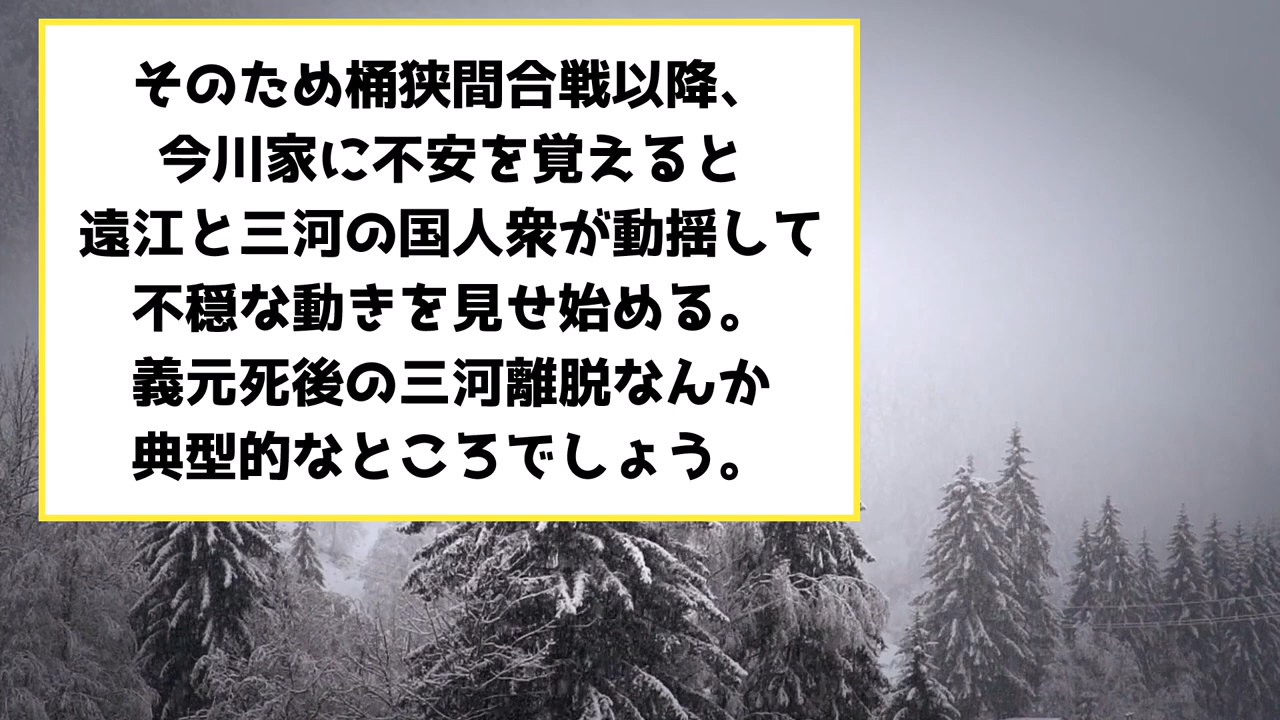 そのため桶狭間合戦以降、
今川家に不安を覚えると
遠江と三河の国人衆が動揺して
不穏な動きを見せ始める。
義元死後の三河離脱なんか
典型的なところでしょう。